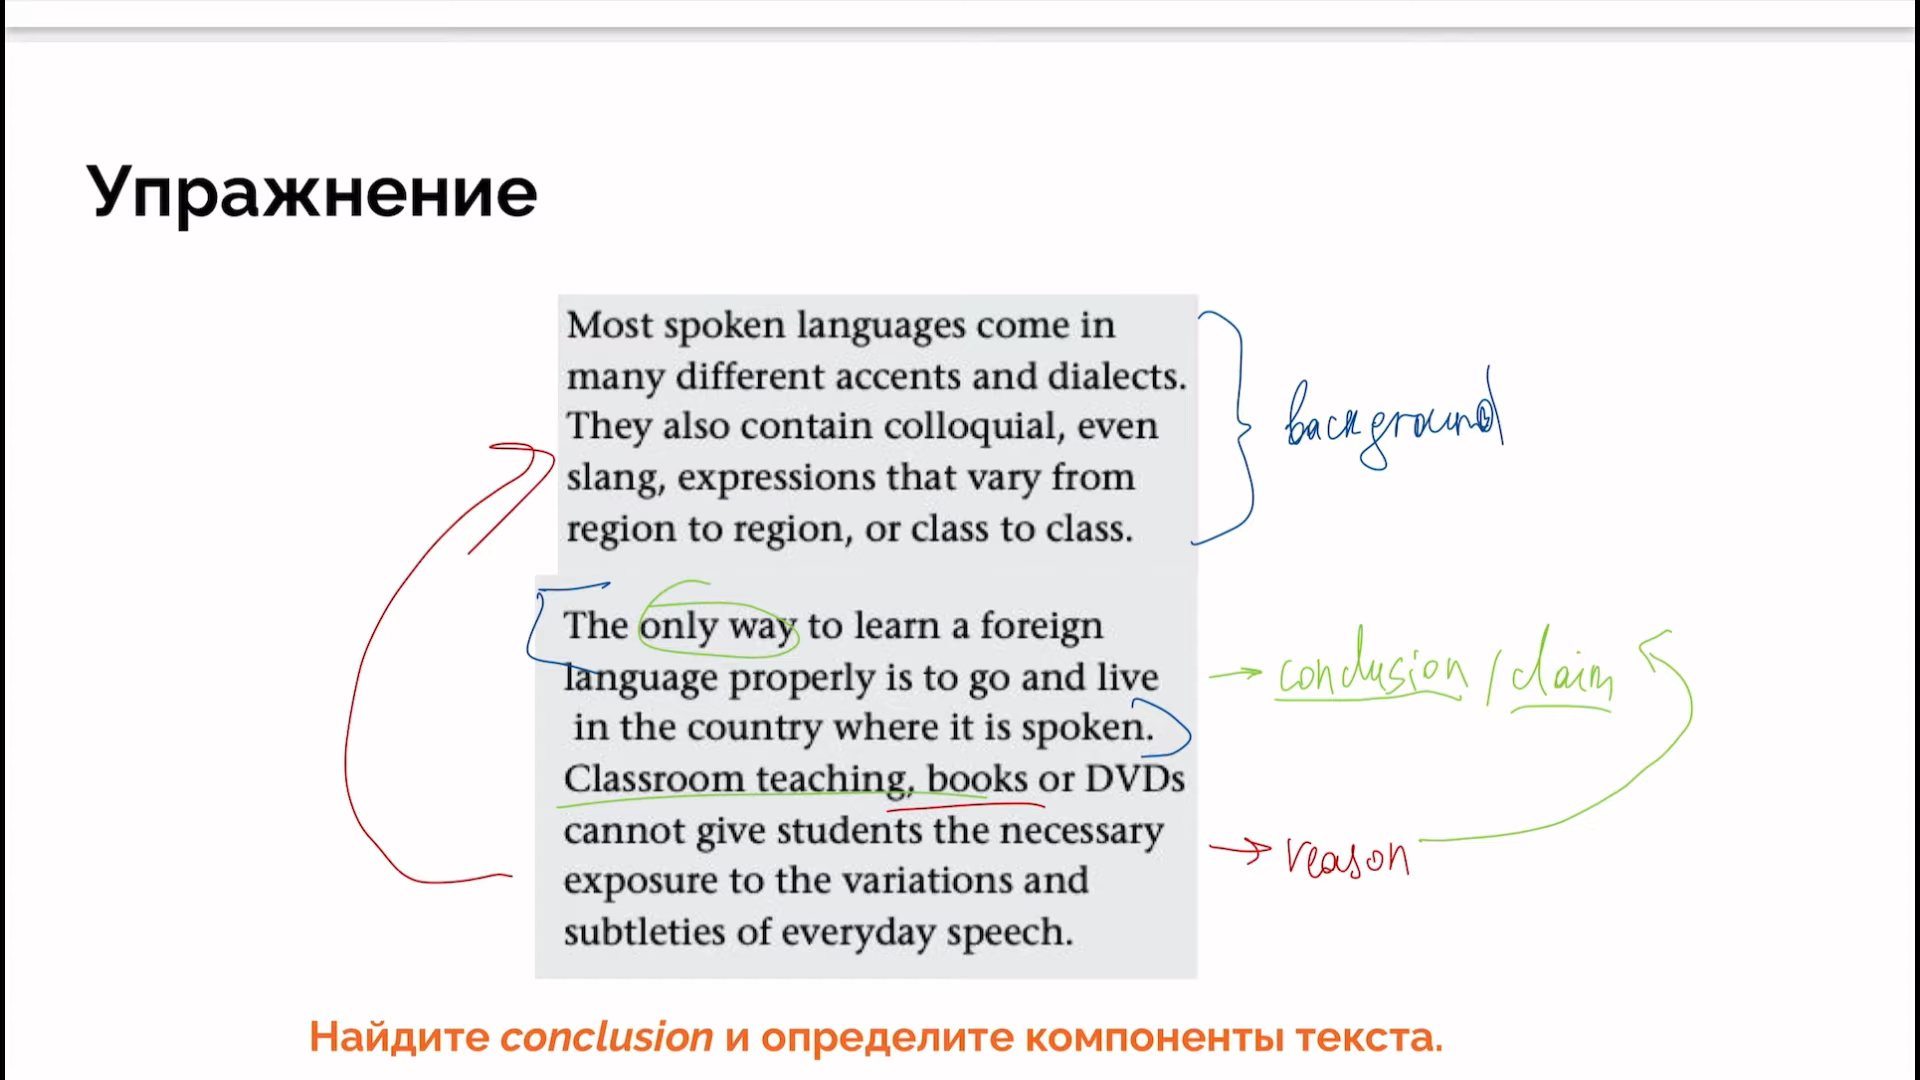 Упражнение
Most spoken languages come in
many different accents and dialects.
They also contain colloquial, even
slang, expressions that vary from
region to region, or class to class.
background
The only way to learn a foreign
language properly is to go and live
in the country where it is spoken.
conclusion / claim
Classroom teaching, books or DVDs
cannot give students the necessary
reason
exposure to the variations and
subtleties of everyday speech.
Найдите conclusion и определите компоненты текста.